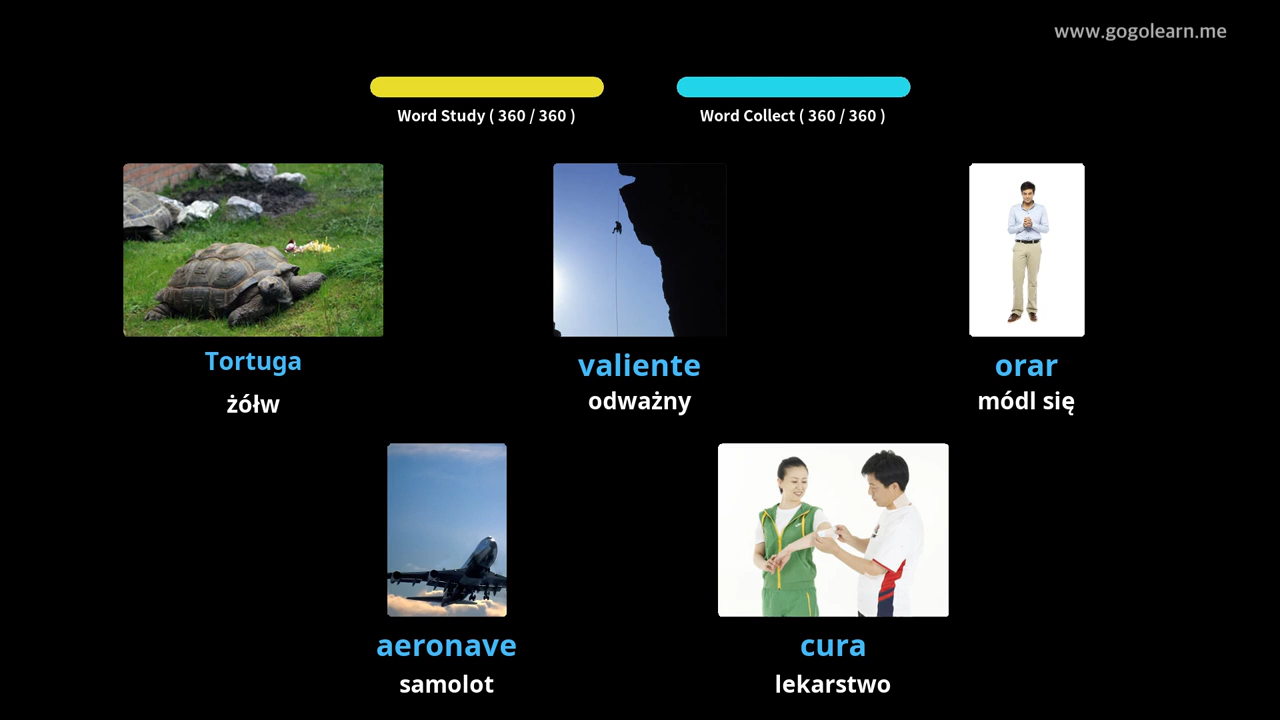 www.gogolearn.me
Word Study ( 360 / 360 )
Word Collect ( 360 / 360 )
Tortuga
żółw
valiente
odważny
orar
módl się
aeronave
samolot
cura
lekarstwo